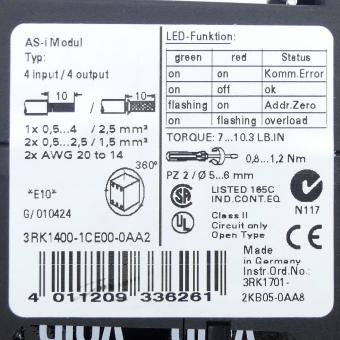 AS-i Modul
Typ:
4 input / 4 output
10 / 10
1x 0,5...4 / 2,5 mm²
2x 0,5...2,5 / 1,5 mm²
2x AWG 20 to 14
360°
*E10*
G/ 010424
3RK1400-1CE00-0AA2
4 011209 336261
LED-Funktion:
green red Status
on on Komm.Error
on off ok
flashing on Addr.Zero
on flashing overload
TORQUE: 7...10.3 LB.IN
0,8...1,2 Nm
PZ 2 / Ø 5...6 mm
SA LISTED 165C
IND.CONT.EQ
N117
UL Class II
Circuit only
Open Type
Made
in Germany
Instr.Ord.No.:
3RK1701-
2KB05-0AA8